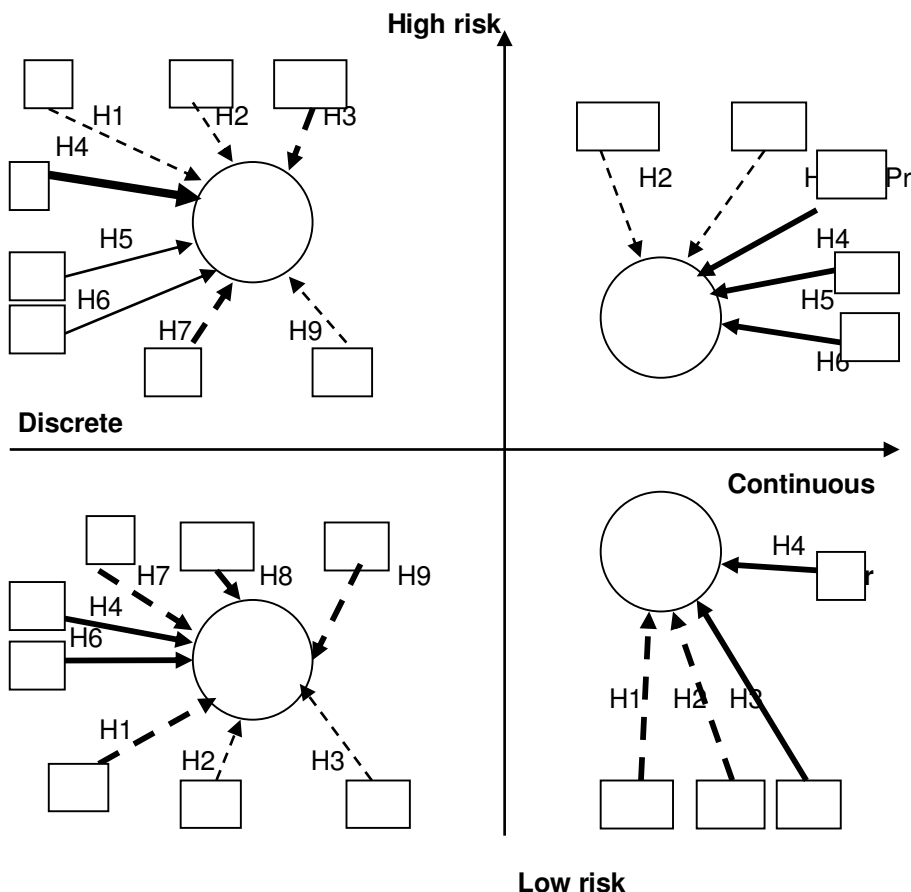 High risk
H1
H2
H3
H4
H5
H6
H7
H9
H2
H4
H5
H6
Discrete
Continuous
H7
H8
H9
H4
H6
H1
H2
H3
H4
H1
H2
H3
Low risk